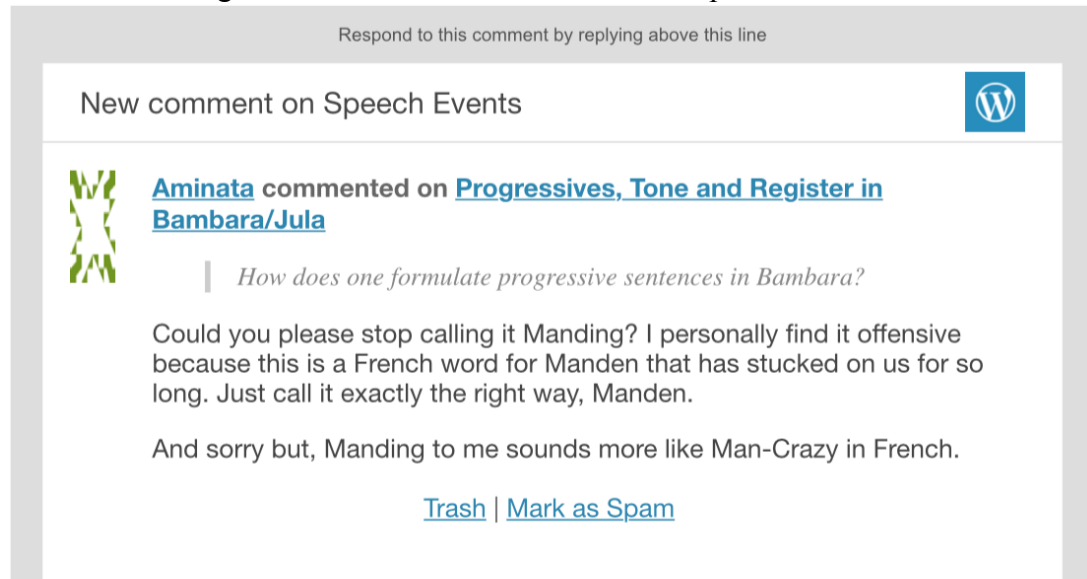 Respond to this comment by replying above this line
New comment on Speech Events
Aminata commented on Progressives, Tone and Register in
Bambara/Jula
How does one formulate progressive sentences in Bambara?
Could you please stop calling it Manding? I personally find it offensive
because this is a French word for Manden that has stucked on us for so
long. Just call it exactly the right way, Manden.
And sorry but, Manding to me sounds more like Man-Crazy in French.
Trash | Mark as Spam